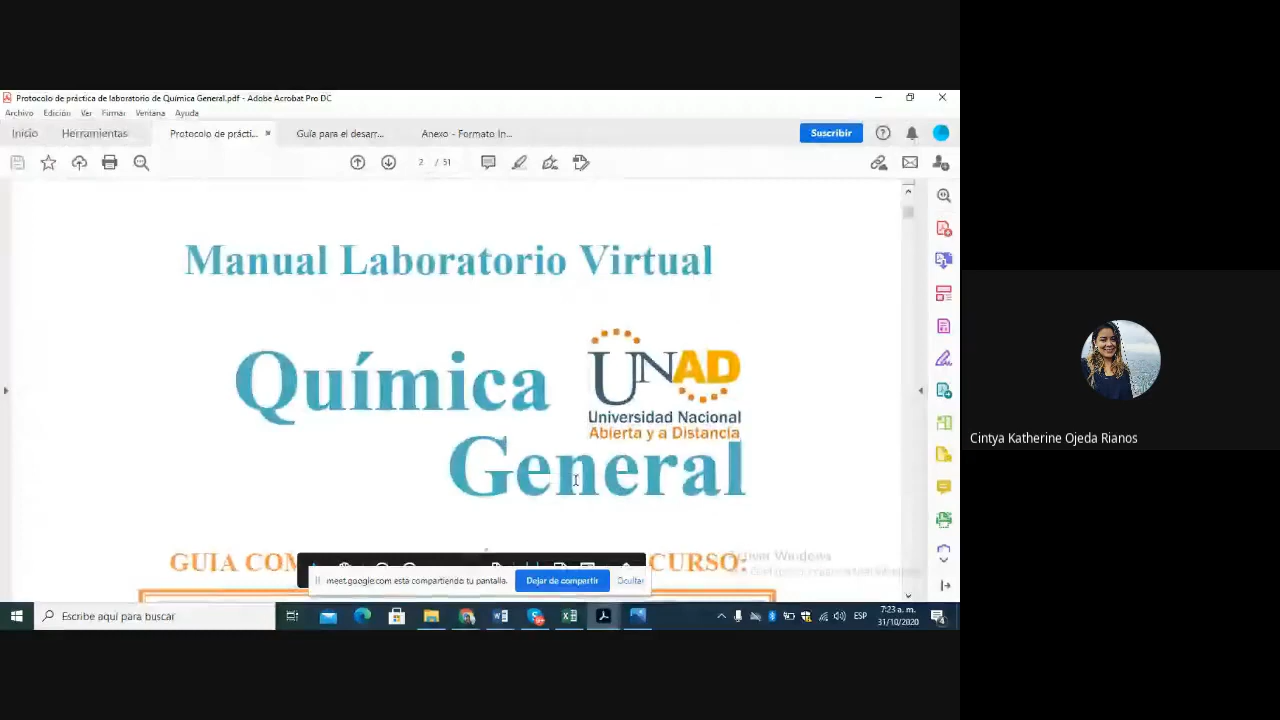 Protocolo de práctica de laboratorio de Química General.pdf - Adobe Acrobat Pro DC
Archivo Edición Ver Firmar Ventana Ayuda
Inicio Herramientas Protocolo de prácti... × Guía para el desarr... Anexo - Formato In... Suscribir
2 / 51
Manual Laboratorio Virtual
Química
UNAD
Universidad Nacional
Abierta y a Distancia
General
Cintya Katherine Ojeda Rianos
GUIA CURSO:
Activar Windows
meet.google.com está compartiendo tu pantalla. Dejar de compartir Ocultar
Escribe aquí para buscar
ESP
7:23 a. m.
31/10/2020
4